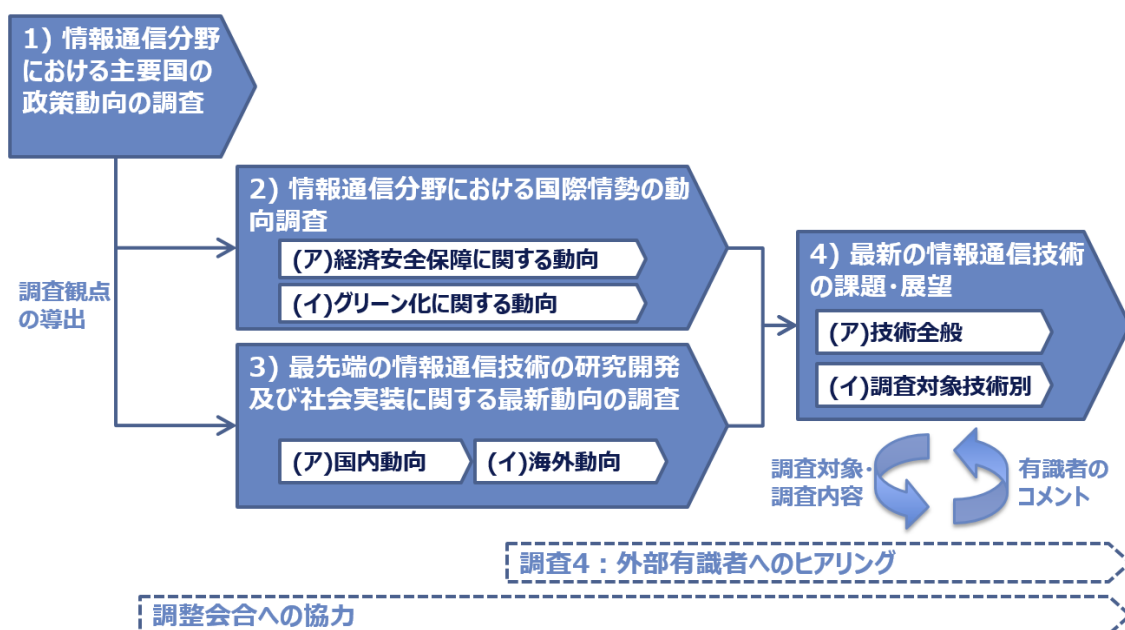 1) 情報通信分野
における主要国の
政策動向の調査
2) 情報通信分野における国際情勢の動
向調査
(ア)経済安全保障に関する動向
(イ)グリーン化に関する動向
調査観点
の導出
3) 最先端の情報通信技術の研究開発
及び社会実装に関する最新動向の調査
(ア)国内動向
(イ)海外動向
4) 最新の情報通信技術
の課題・展望
(ア)技術全般
(イ)調査対象技術別
調査対象・
調査内容
有識者の
コメント
調査4：外部有識者へのヒアリング
調整会合への協力